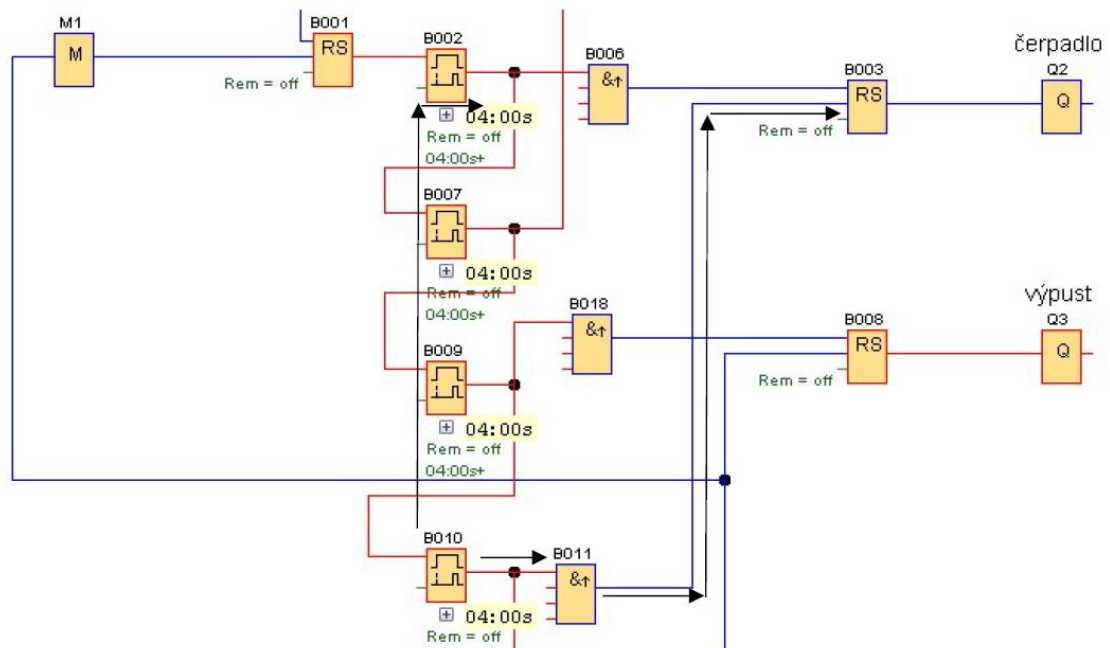 M1
M
B001
RS
Rem = off
B002
04:00s
Rem = off
04:00s+
B006
&↑
čerpadlo
B003
RS
Rem = off
Q2
Q
B007
04:00s
Rem = off
04:00s+
B018
&↑
výpust
B008
RS
Rem = off
Q3
Q
B009
04:00s
Rem = off
04:00s+
B010
04:00s
Rem = off
B011
&↑